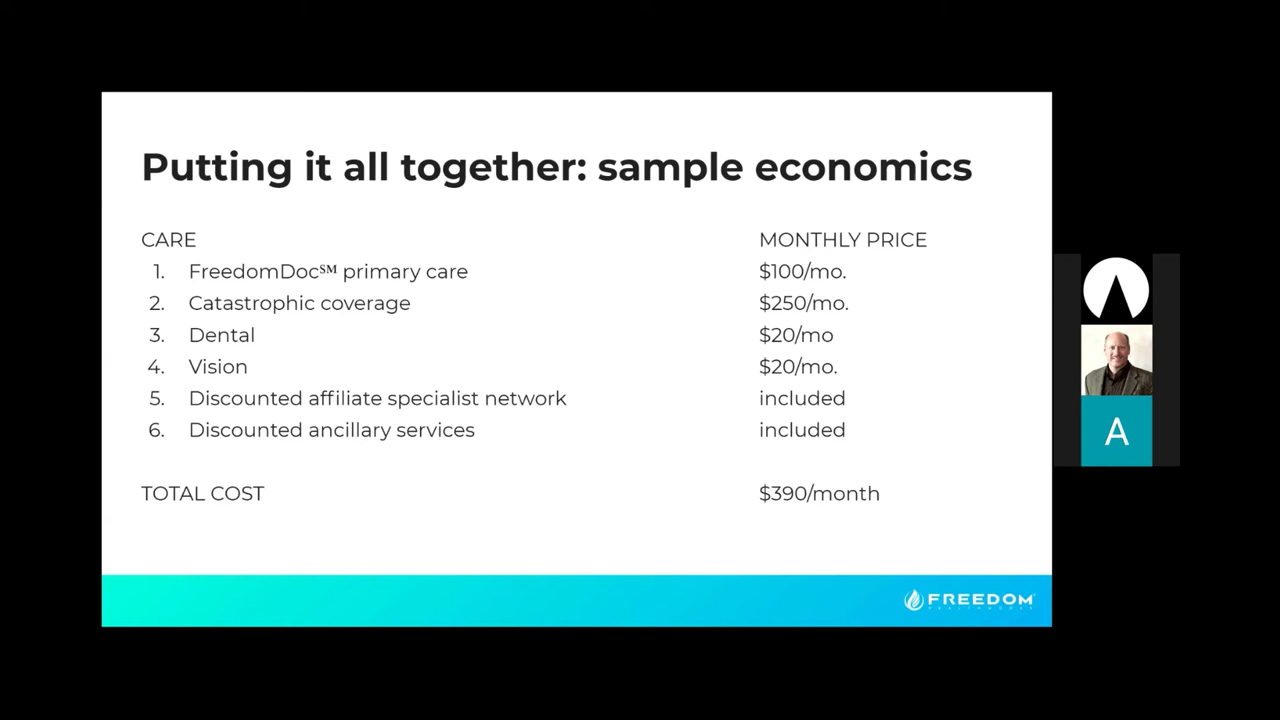 Putting it all together: sample economics
CARE MONTHLY PRICE
1. FreedomDoc℠ primary care $100/mo.
2. Catastrophic coverage $250/mo.
3. Dental $20/mo
4. Vision $20/mo.
5. Discounted affiliate specialist network included
6. Discounted ancillary services included
TOTAL COST $390/month
FREEDOM
A